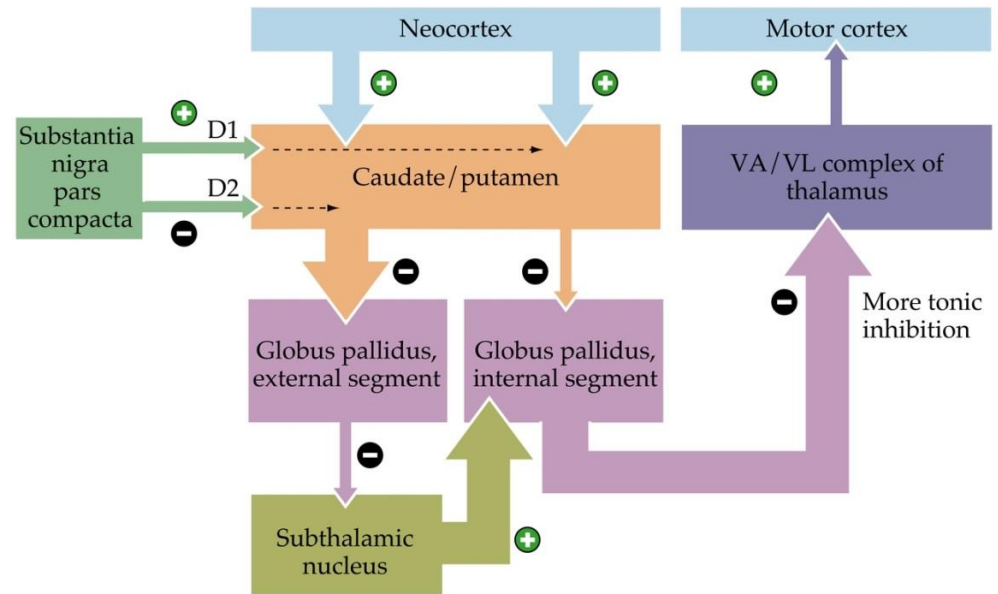 Neocortex
Motor cortex
Substantia
nigra
pars
compacta
D1
D2
Caudate/putamen
VA/VL complex of
thalamus
More tonic
inhibition
Globus pallidus,
external segment
Globus pallidus,
internal segment
Subthalamic
nucleus